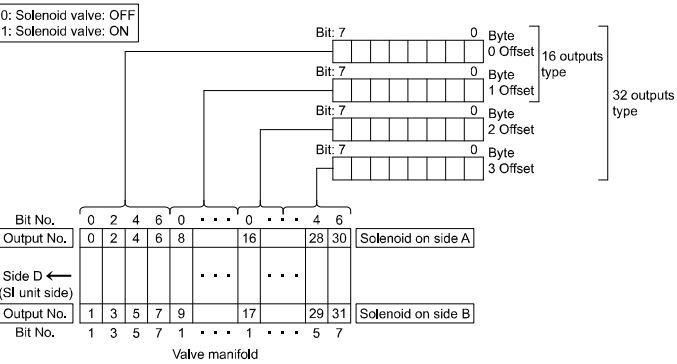 0: Solenoid valve: OFF
1: Solenoid valve: ON
Bit: 7 0 Byte 0 Offset
Bit: 7 0 Byte 1 Offset
16 outputs type
Bit: 7 0 Byte 2 Offset
Bit: 7 0 Byte 3 Offset
32 outputs type
Bit No. 0 2 4 6 0 ・・・ 0 ・・・ 4 6
Output No. 0 2 4 6 8 16 28 30 Solenoid on side A
Side D ← ・・・ ・・・
(SI unit side)
Output No. 1 3 5 7 9 17 29 31 Solenoid on side B
Bit No. 1 3 5 7 1 ・・・ 1 ・・・ 5 7
Valve manifold